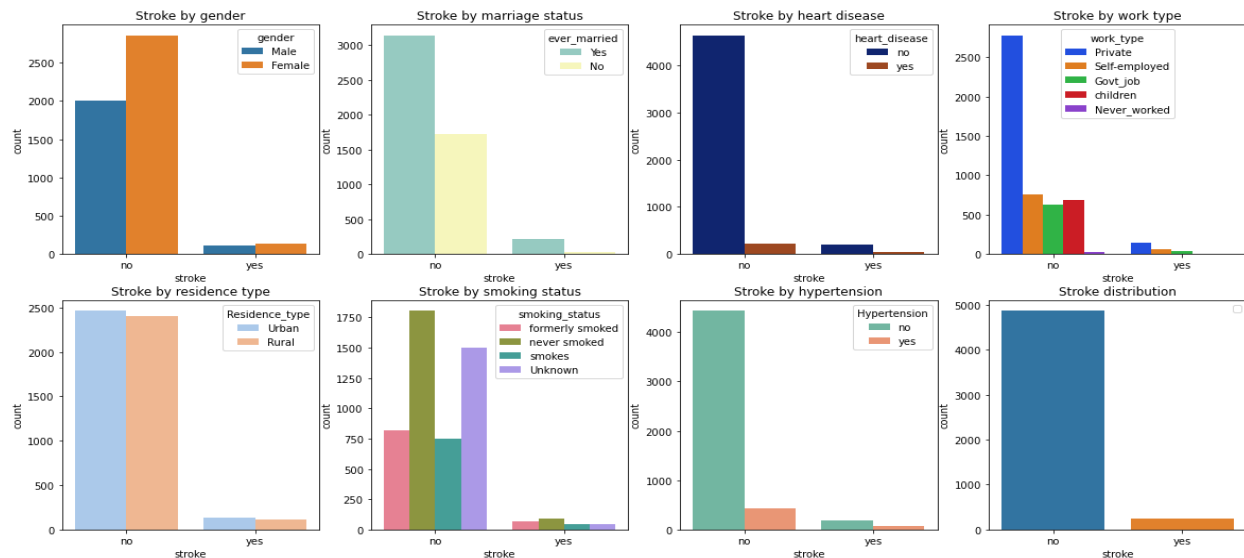 Stroke by gender
gender
Male
Female
2500
2000
1500
1000
500
0
count
no
yes
stroke
Stroke by marriage status
ever_married
Yes
No
3000
2500
2000
1500
1000
500
0
count
no
yes
stroke
Stroke by heart disease
heart_disease
no
yes
4000
3000
2000
1000
0
count
no
yes
stroke
Stroke by work type
work_type
Private
Self-employed
Govt_job
children
Never_worked
2500
2000
1500
1000
500
0
count
no
yes
stroke
Stroke by residence type
Residence_type
Urban
Rural
2500
2000
1500
1000
500
0
count
no
yes
stroke
Stroke by smoking status
smoking_status
formerly smoked
never smoked
smokes
Unknown
1750
1500
1250
1000
750
500
250
0
count
no
yes
stroke
Stroke by hypertension
Hypertension
no
yes
4000
3000
2000
1000
0
count
no
yes
stroke
Stroke distribution
5000
4000
3000
2000
1000
0
count
no
yes
stroke